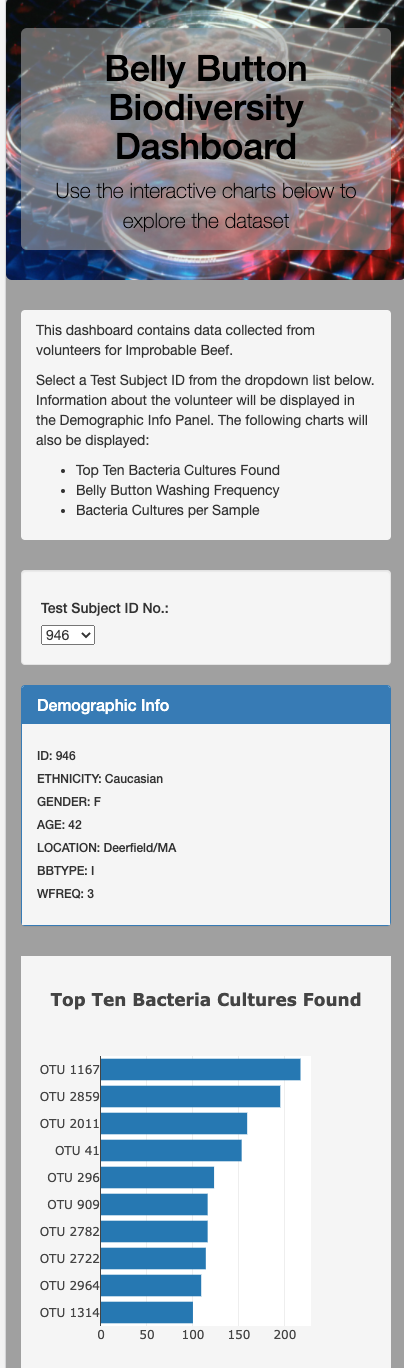 Belly Button
Biodiversity
Dashboard
Use the interactive charts below to
explore the dataset
This dashboard contains data collected from
volunteers for Improbable Beef.
Select a Test Subject ID from the dropdown list below.
Information about the volunteer will be displayed in
the Demographic Info Panel. The following charts will
also be displayed:
• Top Ten Bacteria Cultures Found
• Belly Button Washing Frequency
• Bacteria Cultures per Sample
Test Subject ID No.:
946
Demographic Info
ID: 946
ETHNICITY: Caucasian
GENDER: F
AGE: 42
LOCATION: Deerfield/MA
BBTYPE: I
WFREQ: 3
Top Ten Bacteria Cultures Found
OTU 1167
OTU 2859
OTU 2011
OTU 41
OTU 296
OTU 909
OTU 2782
OTU 2722
OTU 2964
OTU 1314
0 50 100 150 200